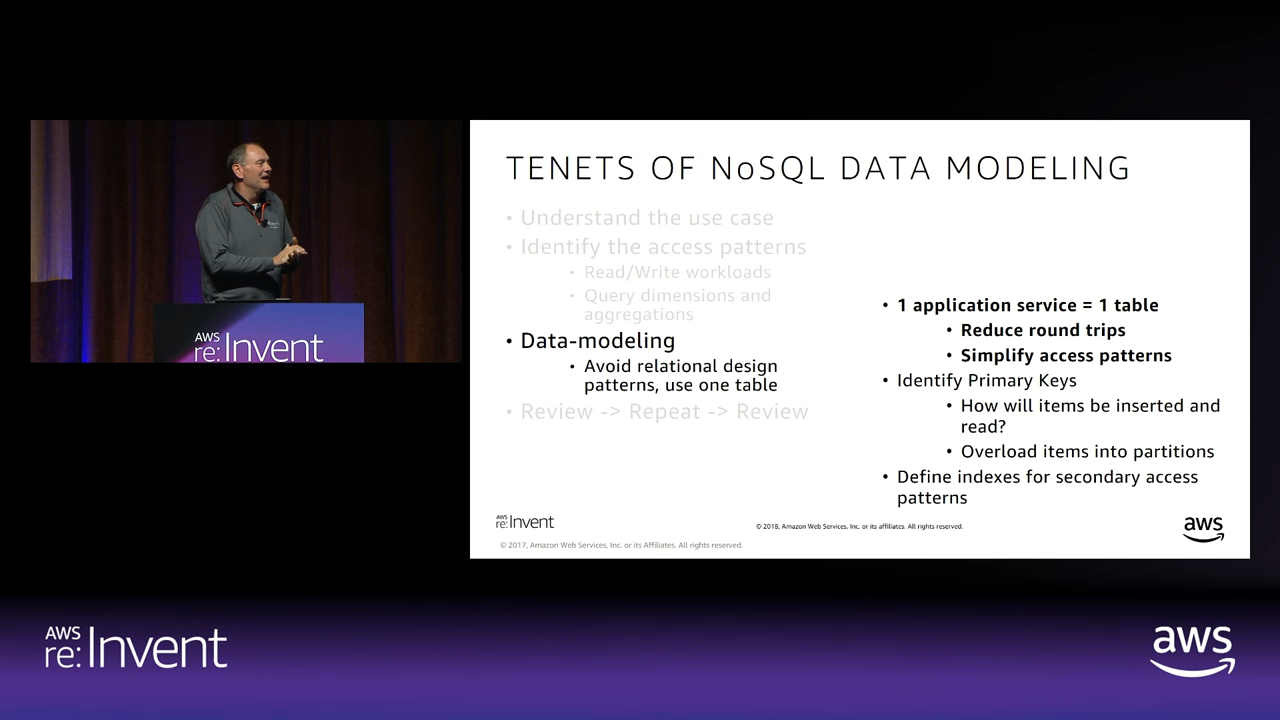 AWS
re:Invent
TENETS OF NoSQL DATA MODELING
• Understand the use case
• Identify the access patterns
• Read/Write workloads
• Query dimensions and
aggregations
• Data-modeling
• Avoid relational design
patterns, use one table
• Review -> Repeat -> Review
• 1 application service = 1 table
• Reduce round trips
• Simplify access patterns
• Identify Primary Keys
• How will items be inserted and
read?
• Overload items into partitions
• Define indexes for secondary access
patterns
AWS
re:Invent
© 2018, Amazon Web Services, Inc. or its affiliates. All rights reserved.
aws
© 2017, Amazon Web Services, Inc. or its Affiliates. All rights reserved.
AWS
re:Invent
aws